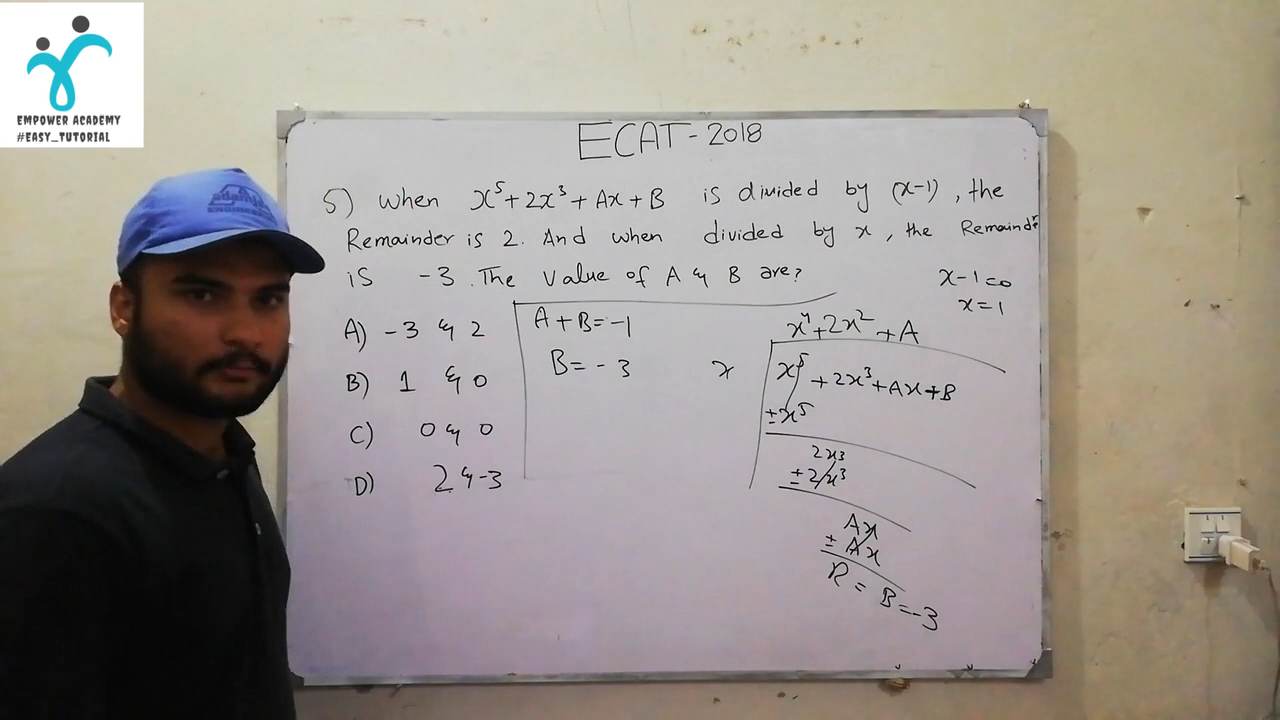 EMPOWER ACADEMY
#EASY_TUTORIAL
ECAT-2018
5) When x⁵+2x³+Ax+B is divided by (x-1), the
Remainder is 2. And when divided by x, the Remainder
is -3. The Value of A & B are?
x-1=0
x=1
A) -3 & 2
B) 1 & 0
C) 0 & 0
D) 2 & -3
A+B=-1
B=-3
x⁴+2x²+A
x
x⁵+2x³+Ax+B
±x⁵
2x³
±2x³
Ax
±Ax
R = B=-3